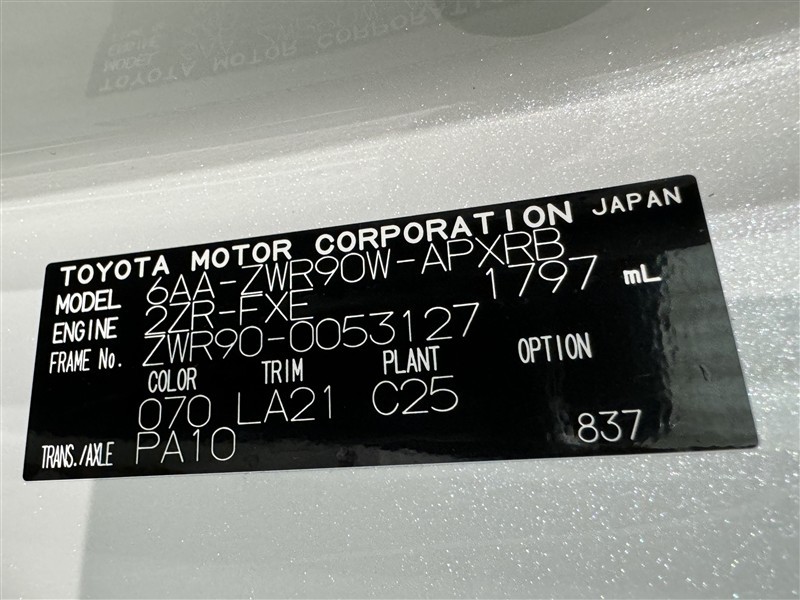 TOYOTA MOTOR CORPORATION JAPAN
MODEL 6AA-ZWR90W-APXRB
ENGINE 2ZR-FXE 1797 mL
FRAME No. ZWR90-0053127
COLOR TRIM PLANT OPTION
070 LA21 C25
TRANS./AXLE PA10 837